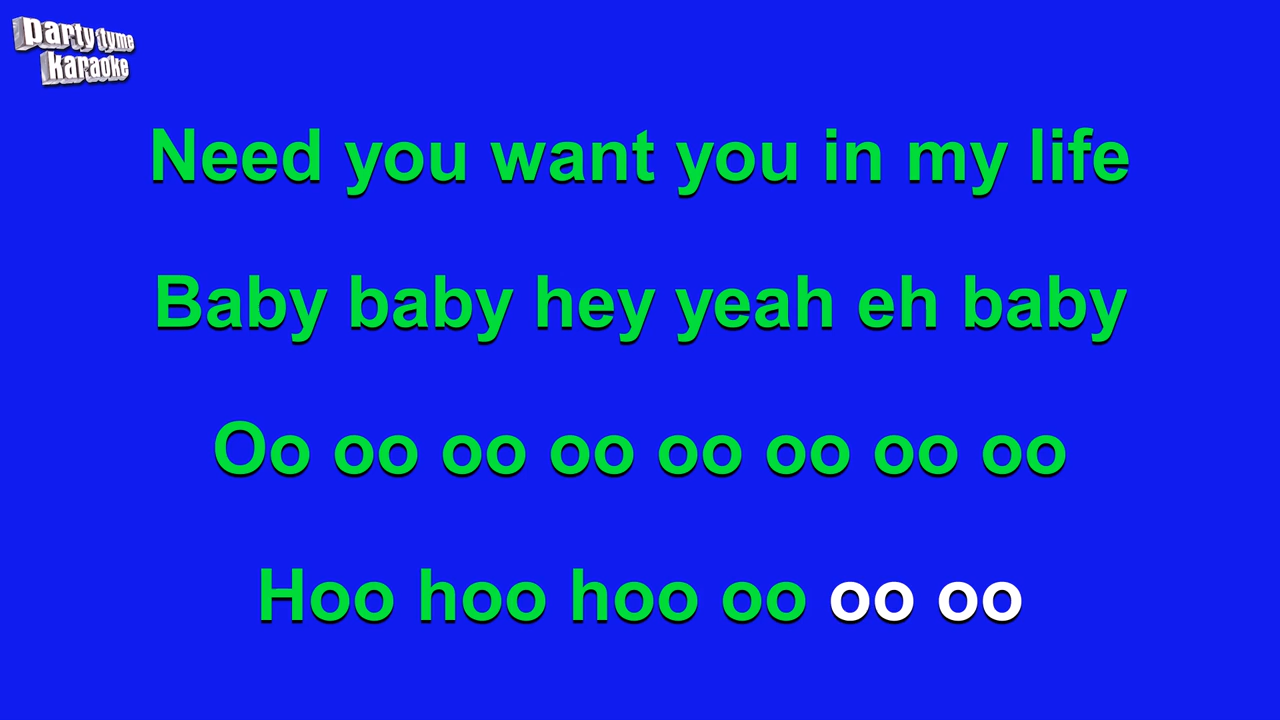 party tyme
karaoke
Need you want you in my life
Baby baby hey yeah eh baby
Oo oo oo oo oo oo oo oo
Hoo hoo hoo oo oo oo